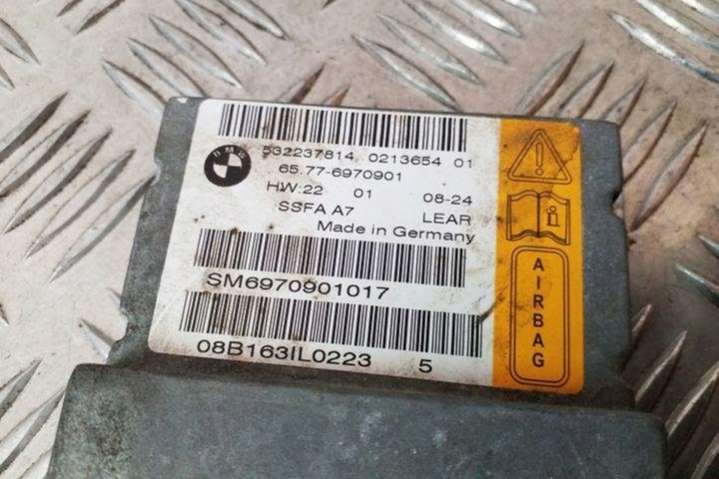 BMW
532237814 0213654 01
65.77-6970901
HW:22 01 08-24
SSFA A7 LEAR
Made in Germany
SM6970901017
08B163IL0223 5
AIRBAG